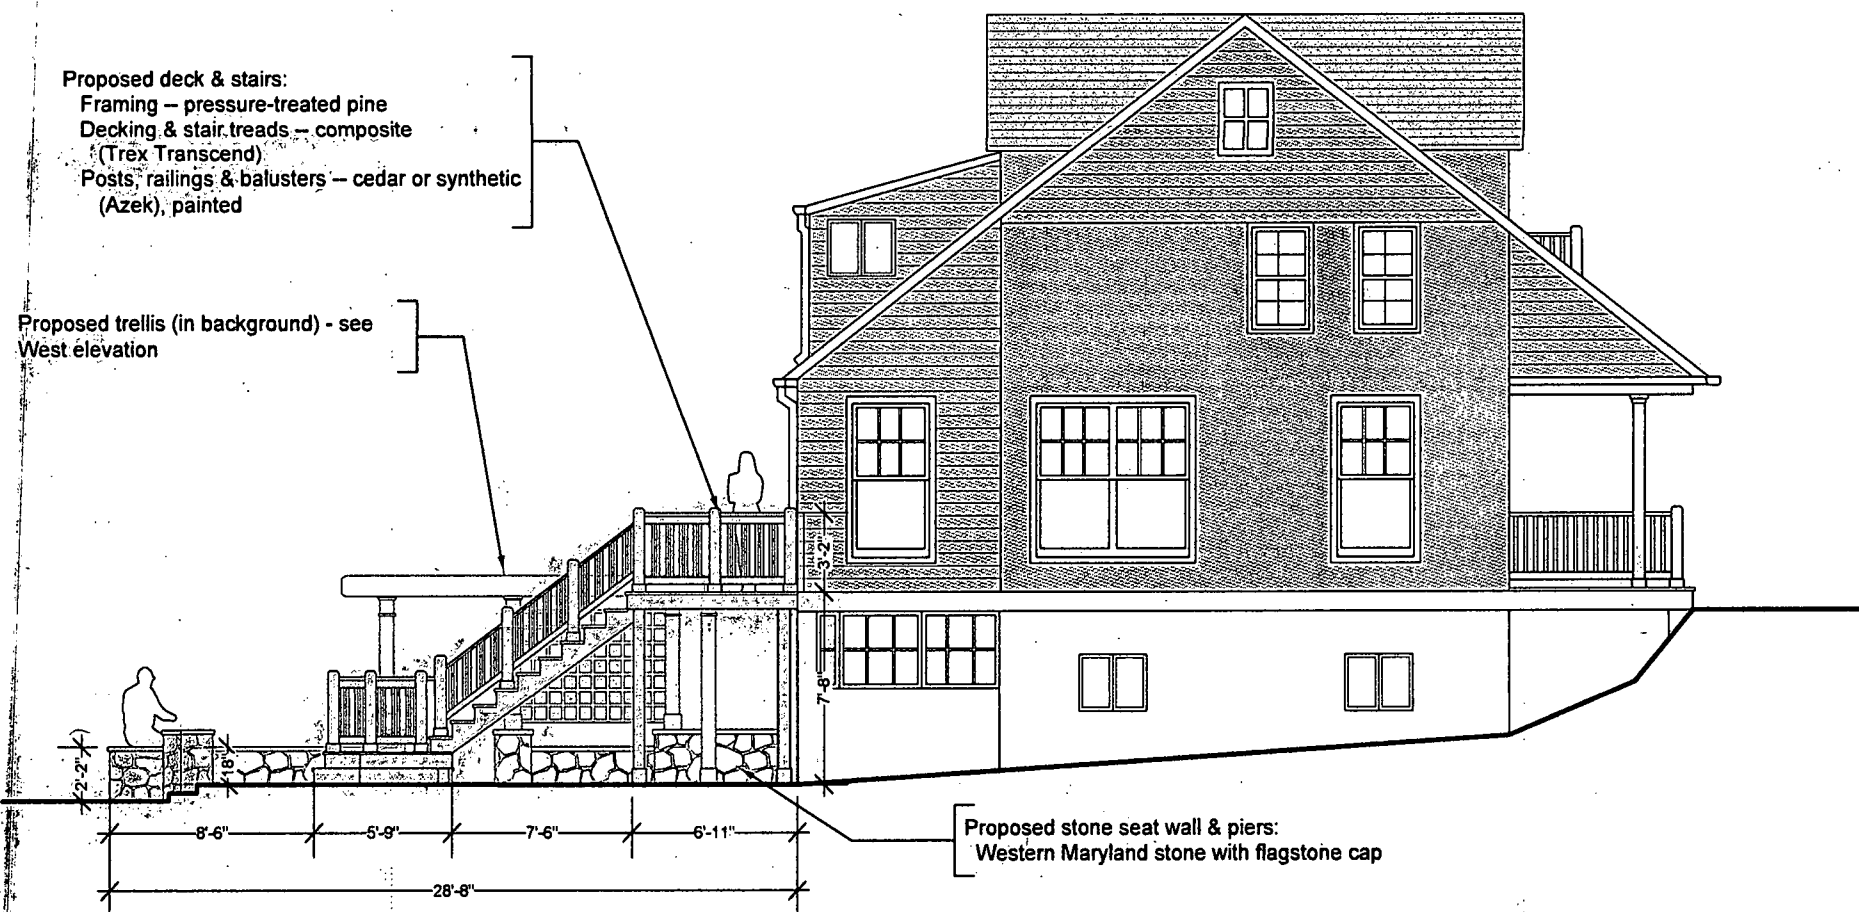 Proposed deck & stairs:
Framing – pressure-treated pine
Decking & stair treads – composite
(Trex Transcend)
Posts, railings & balusters – cedar or synthetic
(Azek), painted
Proposed trellis (in background) - see
West elevation
3'-2"
7'-8"
2'-2"(-)
18"
8'-6"
5'-9"
7'-6"
6'-11"
28'-8"
Proposed stone seat wall & piers:
Western Maryland stone with flagstone cap